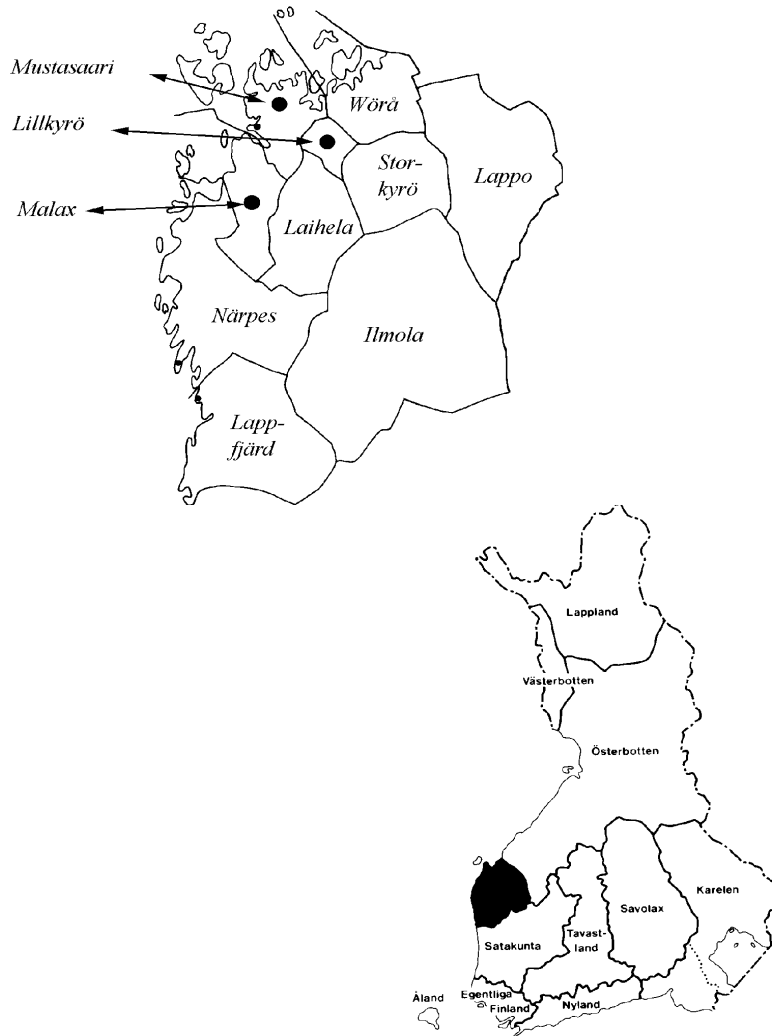 Mustasaari
Wörå
Lillkyrö
Stor-
kyrö
Lappo
Malax
Laihela
Närpes
Ilmola
Lapp-
fjärd
Lappland
Västerbotten
Österbotten
Karelen
Savolax
Tavast-
land
Satakunta
Egentliga
Finland
Nyland
Åland